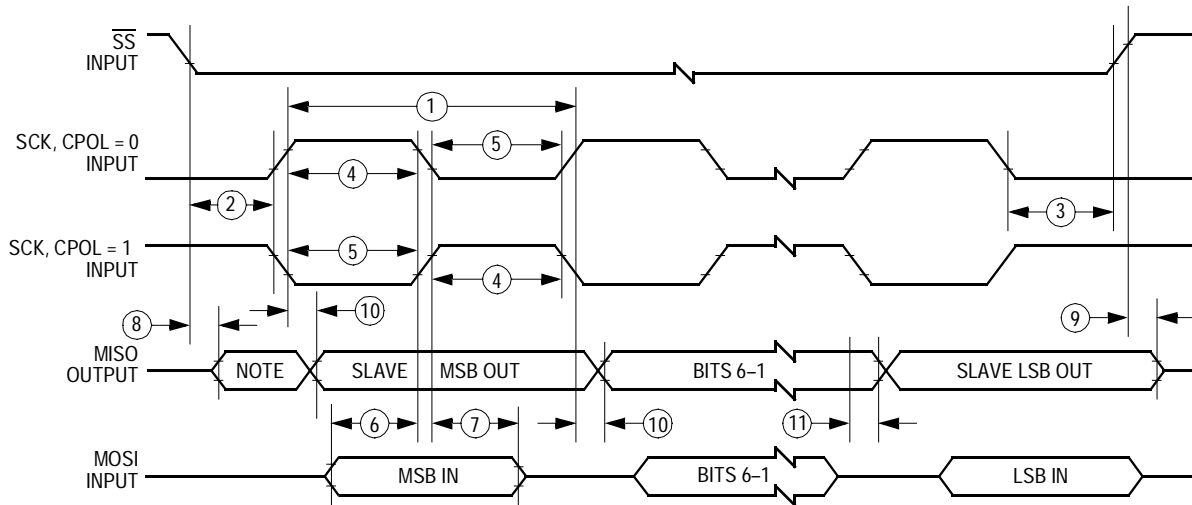 SS
INPUT
1
SCK, CPOL = 0
INPUT
5
4
2
3
SCK, CPOL = 1
INPUT
5
4
10
8
9
MISO
OUTPUT
NOTE
SLAVE
MSB OUT
BITS 6–1
SLAVE LSB OUT
6
7
10
11
MOSI
INPUT
MSB IN
BITS 6–1
LSB IN